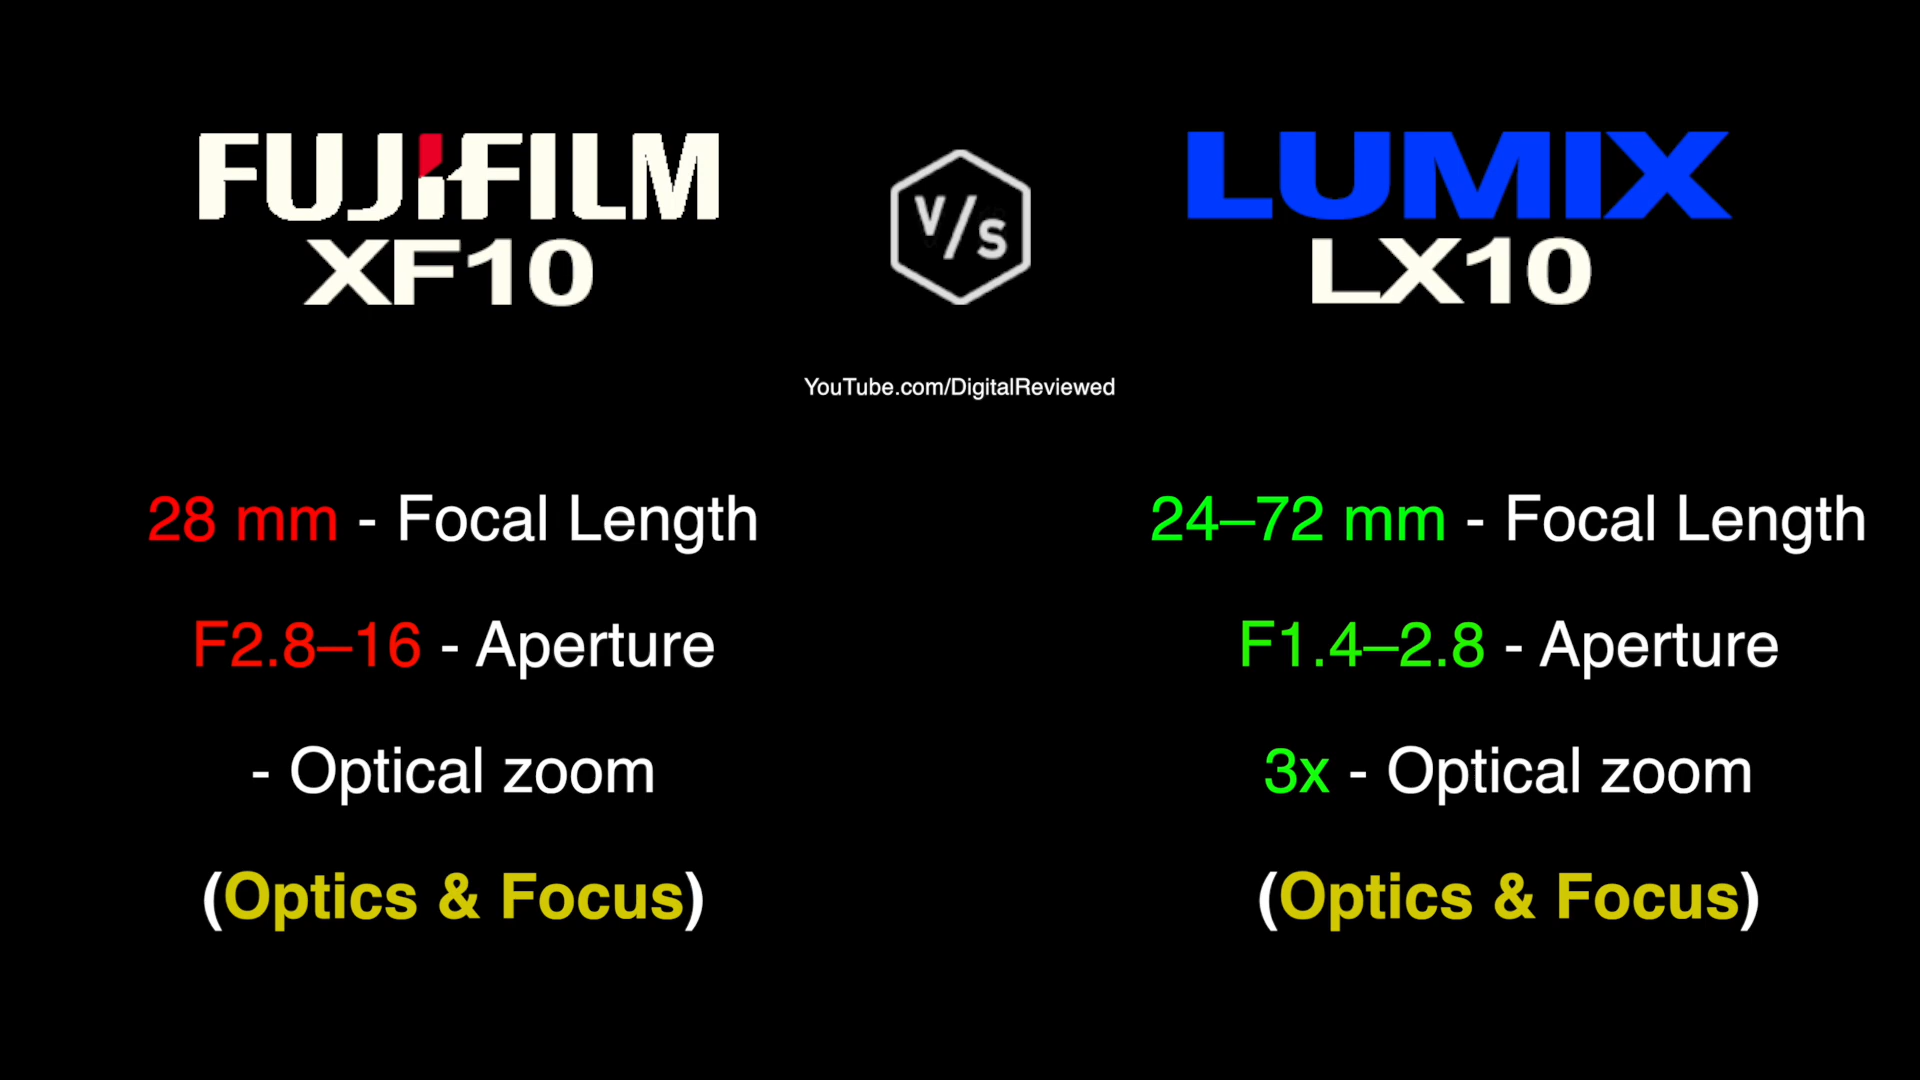 FUJIFILM
XF10
V/S
LUMIX
LX10
YouTube.com/DigitalReviewed
28 mm - Focal Length
F2.8–16 - Aperture
- Optical zoom
(Optics & Focus)
24–72 mm - Focal Length
F1.4–2.8 - Aperture
3x - Optical zoom
(Optics & Focus)